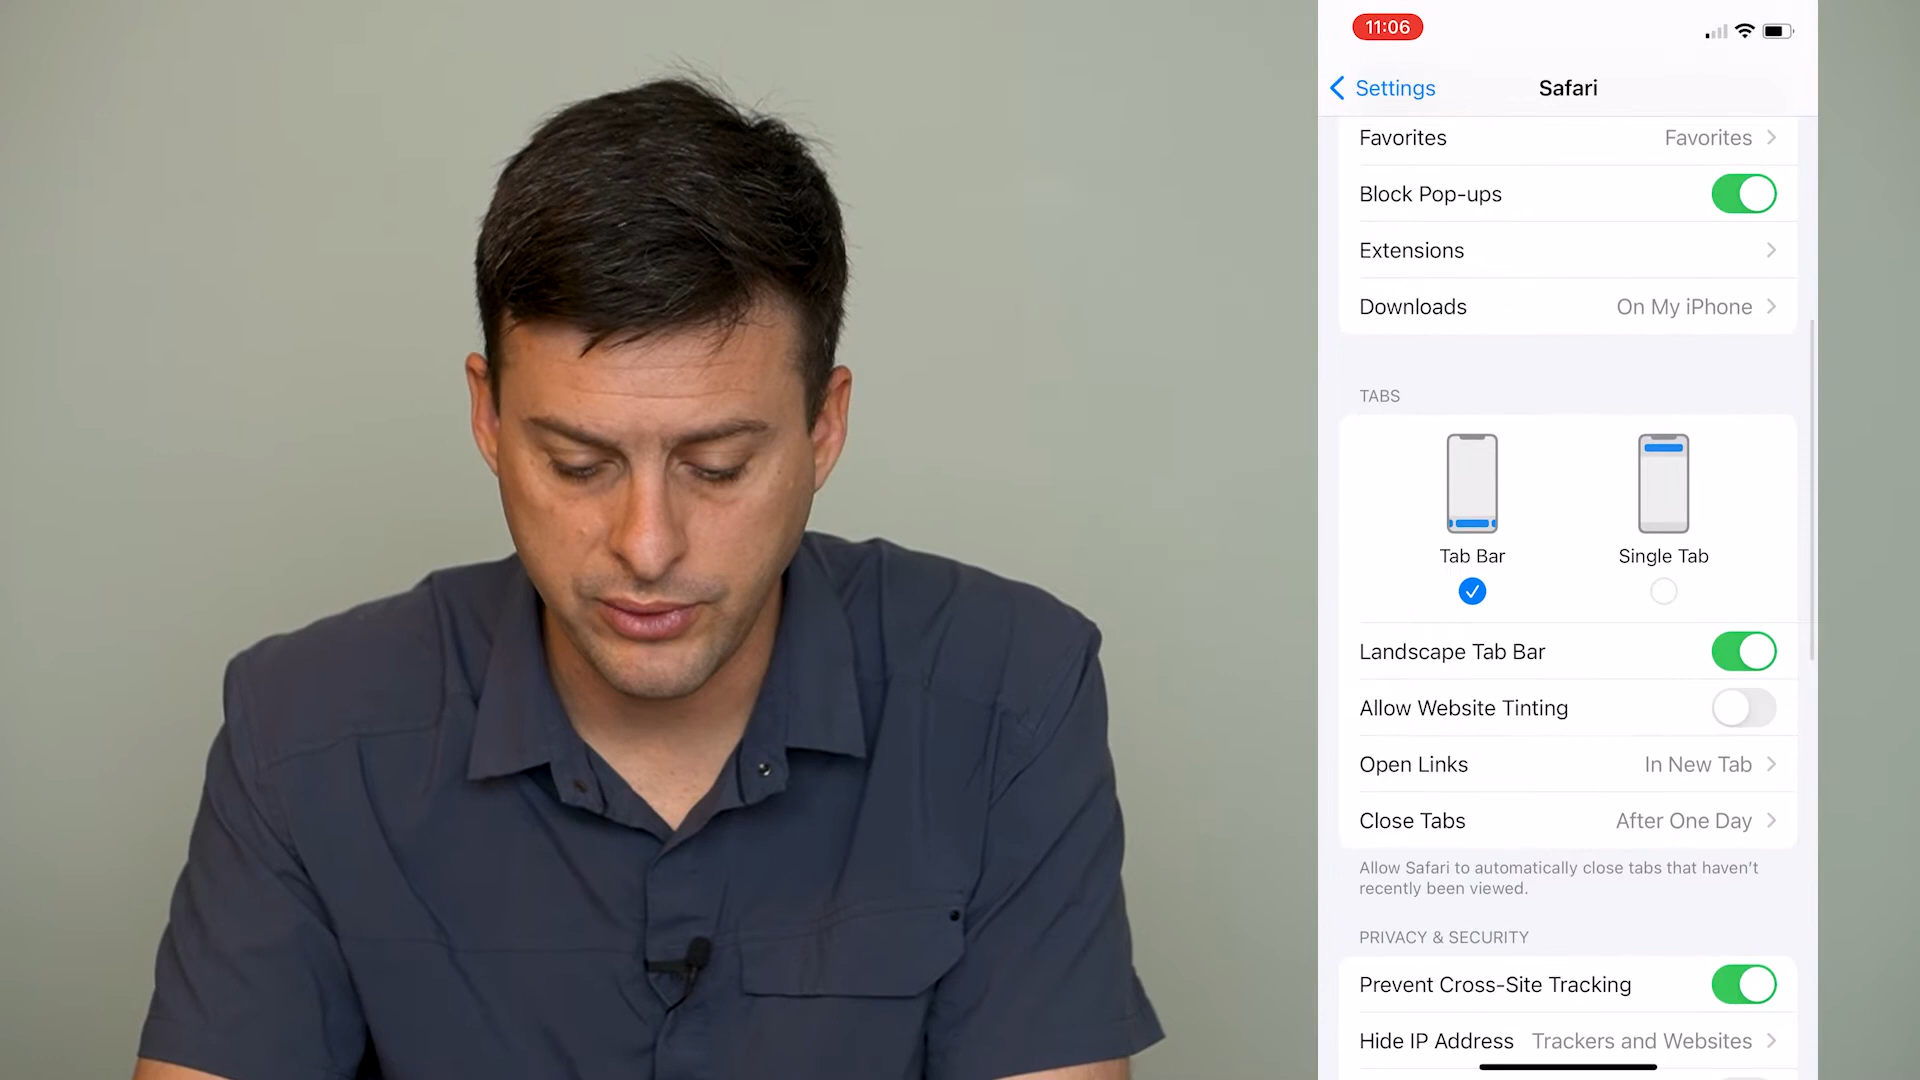 11:06
Settings
Safari
Favorites Favorites
Block Pop-ups
Extensions
Downloads On My iPhone
TABS
Tab Bar Single Tab
Landscape Tab Bar
Allow Website Tinting
Open Links In New Tab
Close Tabs After One Day
Allow Safari to automatically close tabs that haven't
recently been viewed.
PRIVACY & SECURITY
Prevent Cross-Site Tracking
Hide IP Address Trackers and Websites